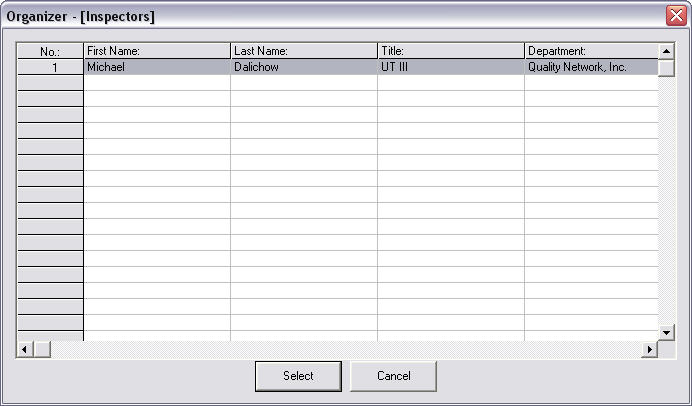 Organizer - [Inspectors]
No.: First Name: Last Name: Title: Department:
1 Michael Dalichow UT III Quality Network, Inc.
Select Cancel